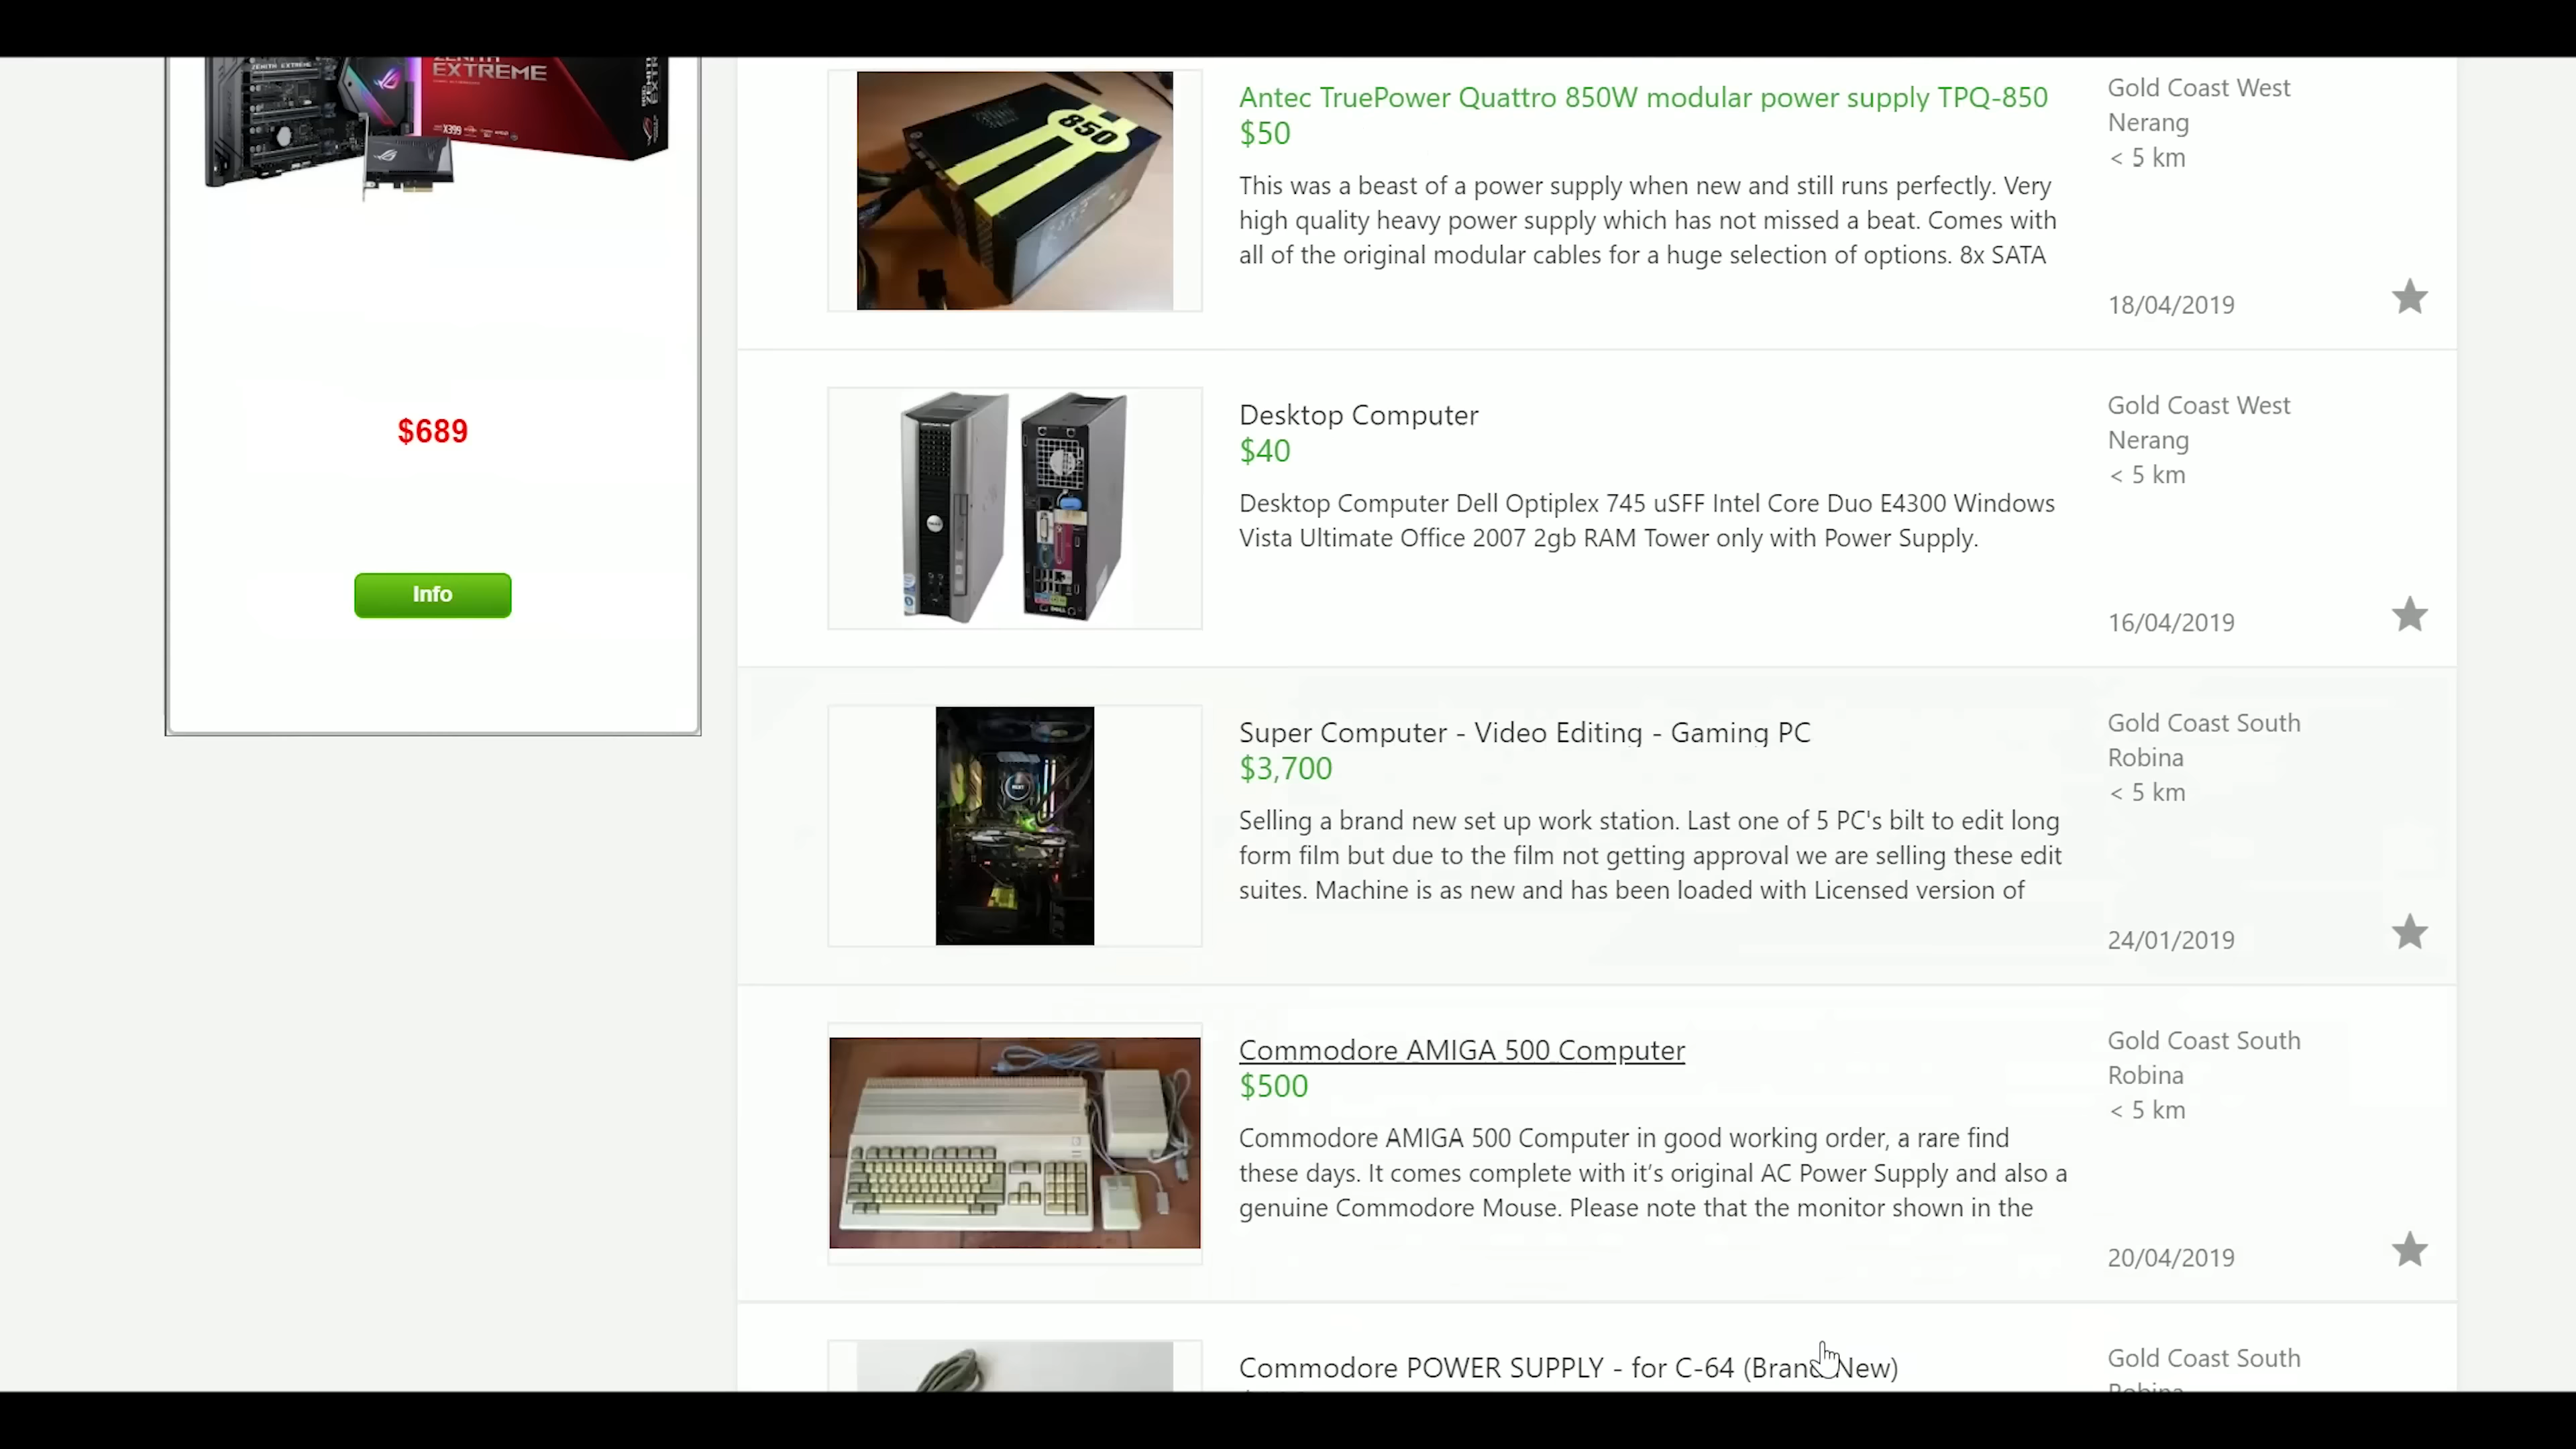 ZENITH EXTREME
EXTREME
X399
$689
Info
850
Antec TruePower Quattro 850W modular power supply TPQ-850
$50
This was a beast of a power supply when new and still runs perfectly. Very
high quality heavy power supply which has not missed a beat. Comes with
all of the original modular cables for a huge selection of options. 8x SATA
Gold Coast West
Nerang
< 5 km
18/04/2019
Desktop Computer
$40
Desktop Computer Dell Optiplex 745 uSFF Intel Core Duo E4300 Windows
Vista Ultimate Office 2007 2gb RAM Tower only with Power Supply.
Gold Coast West
Nerang
< 5 km
16/04/2019
Super Computer - Video Editing - Gaming PC
$3,700
Selling a brand new set up work station. Last one of 5 PC's bilt to edit long
form film but due to the film not getting approval we are selling these edit
suites. Machine is as new and has been loaded with Licensed version of
Gold Coast South
Robina
< 5 km
24/01/2019
Commodore AMIGA 500 Computer
$500
Commodore AMIGA 500 Computer in good working order, a rare find
these days. It comes complete with it’s original AC Power Supply and also a
genuine Commodore Mouse. Please note that the monitor shown in the
Gold Coast South
Robina
< 5 km
20/04/2019
Commodore POWER SUPPLY - for C-64 (Brand New)
Gold Coast South